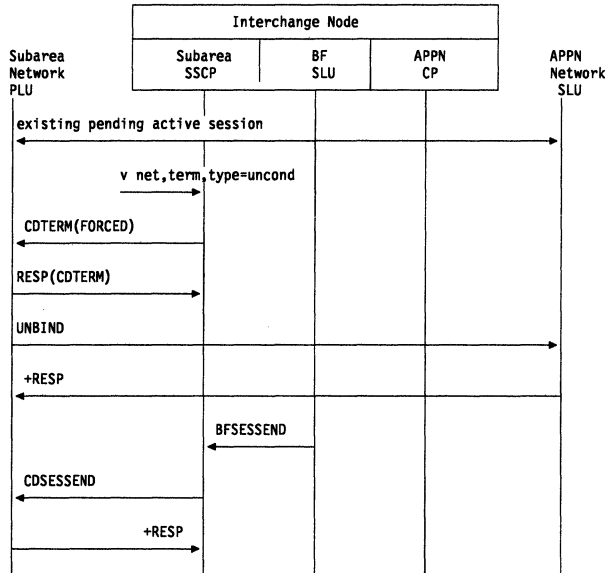 Interchange Node
Subarea Network PLU
Subarea SSCP
BF SLU
APPN CP
APPN Network SLU
existing pending active session
v net,term,type=uncond
CDTERM(FORCED)
RESP(CDTERM)
UNBIND
+RESP
BFSESSEND
CDSESSEND
+RESP